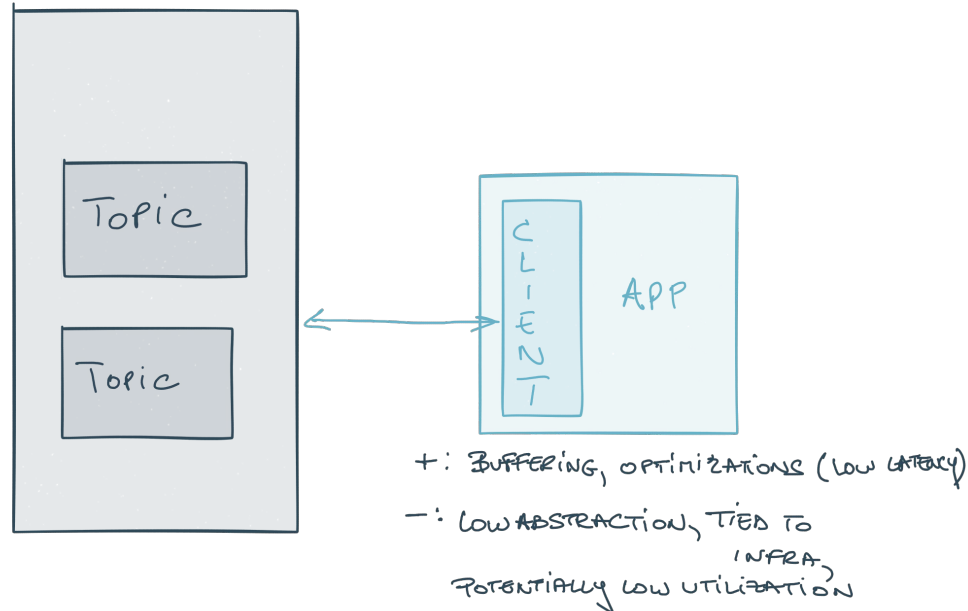 Topic
Topic
CLIENT
APP
+: BUFFERING, OPTIMIZATIONS (LOW LATENCY)
-: LOW ABSTRACTION, TIED TO
INFRA,
POTENTIALLY LOW UTILIZATION